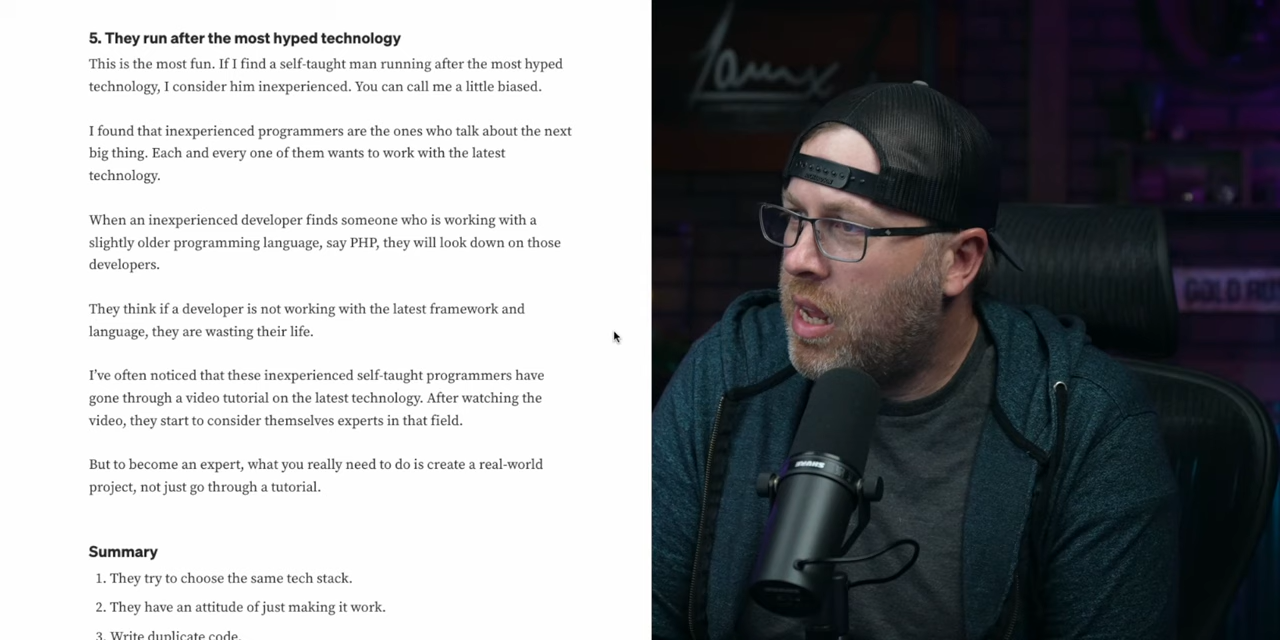 5. They run after the most hyped technology
This is the most fun. If I find a self-taught man running after the most hyped
technology, I consider him inexperienced. You can call me a little biased.
I found that inexperienced programmers are the ones who talk about the next
big thing. Each and every one of them wants to work with the latest
technology.
When an inexperienced developer finds someone who is working with a
slightly older programming language, say PHP, they will look down on those
developers.
They think if a developer is not working with the latest framework and
language, they are wasting their life.
I've often noticed that these inexperienced self-taught programmers have
gone through a video tutorial on the latest technology. After watching the
video, they start to consider themselves experts in that field.
But to become an expert, what you really need to do is create a real-world
project, not just go through a tutorial.
Summary
1. They try to choose the same tech stack.
2. They have an attitude of just making it work.
3. Write duplicate code.
SHURE